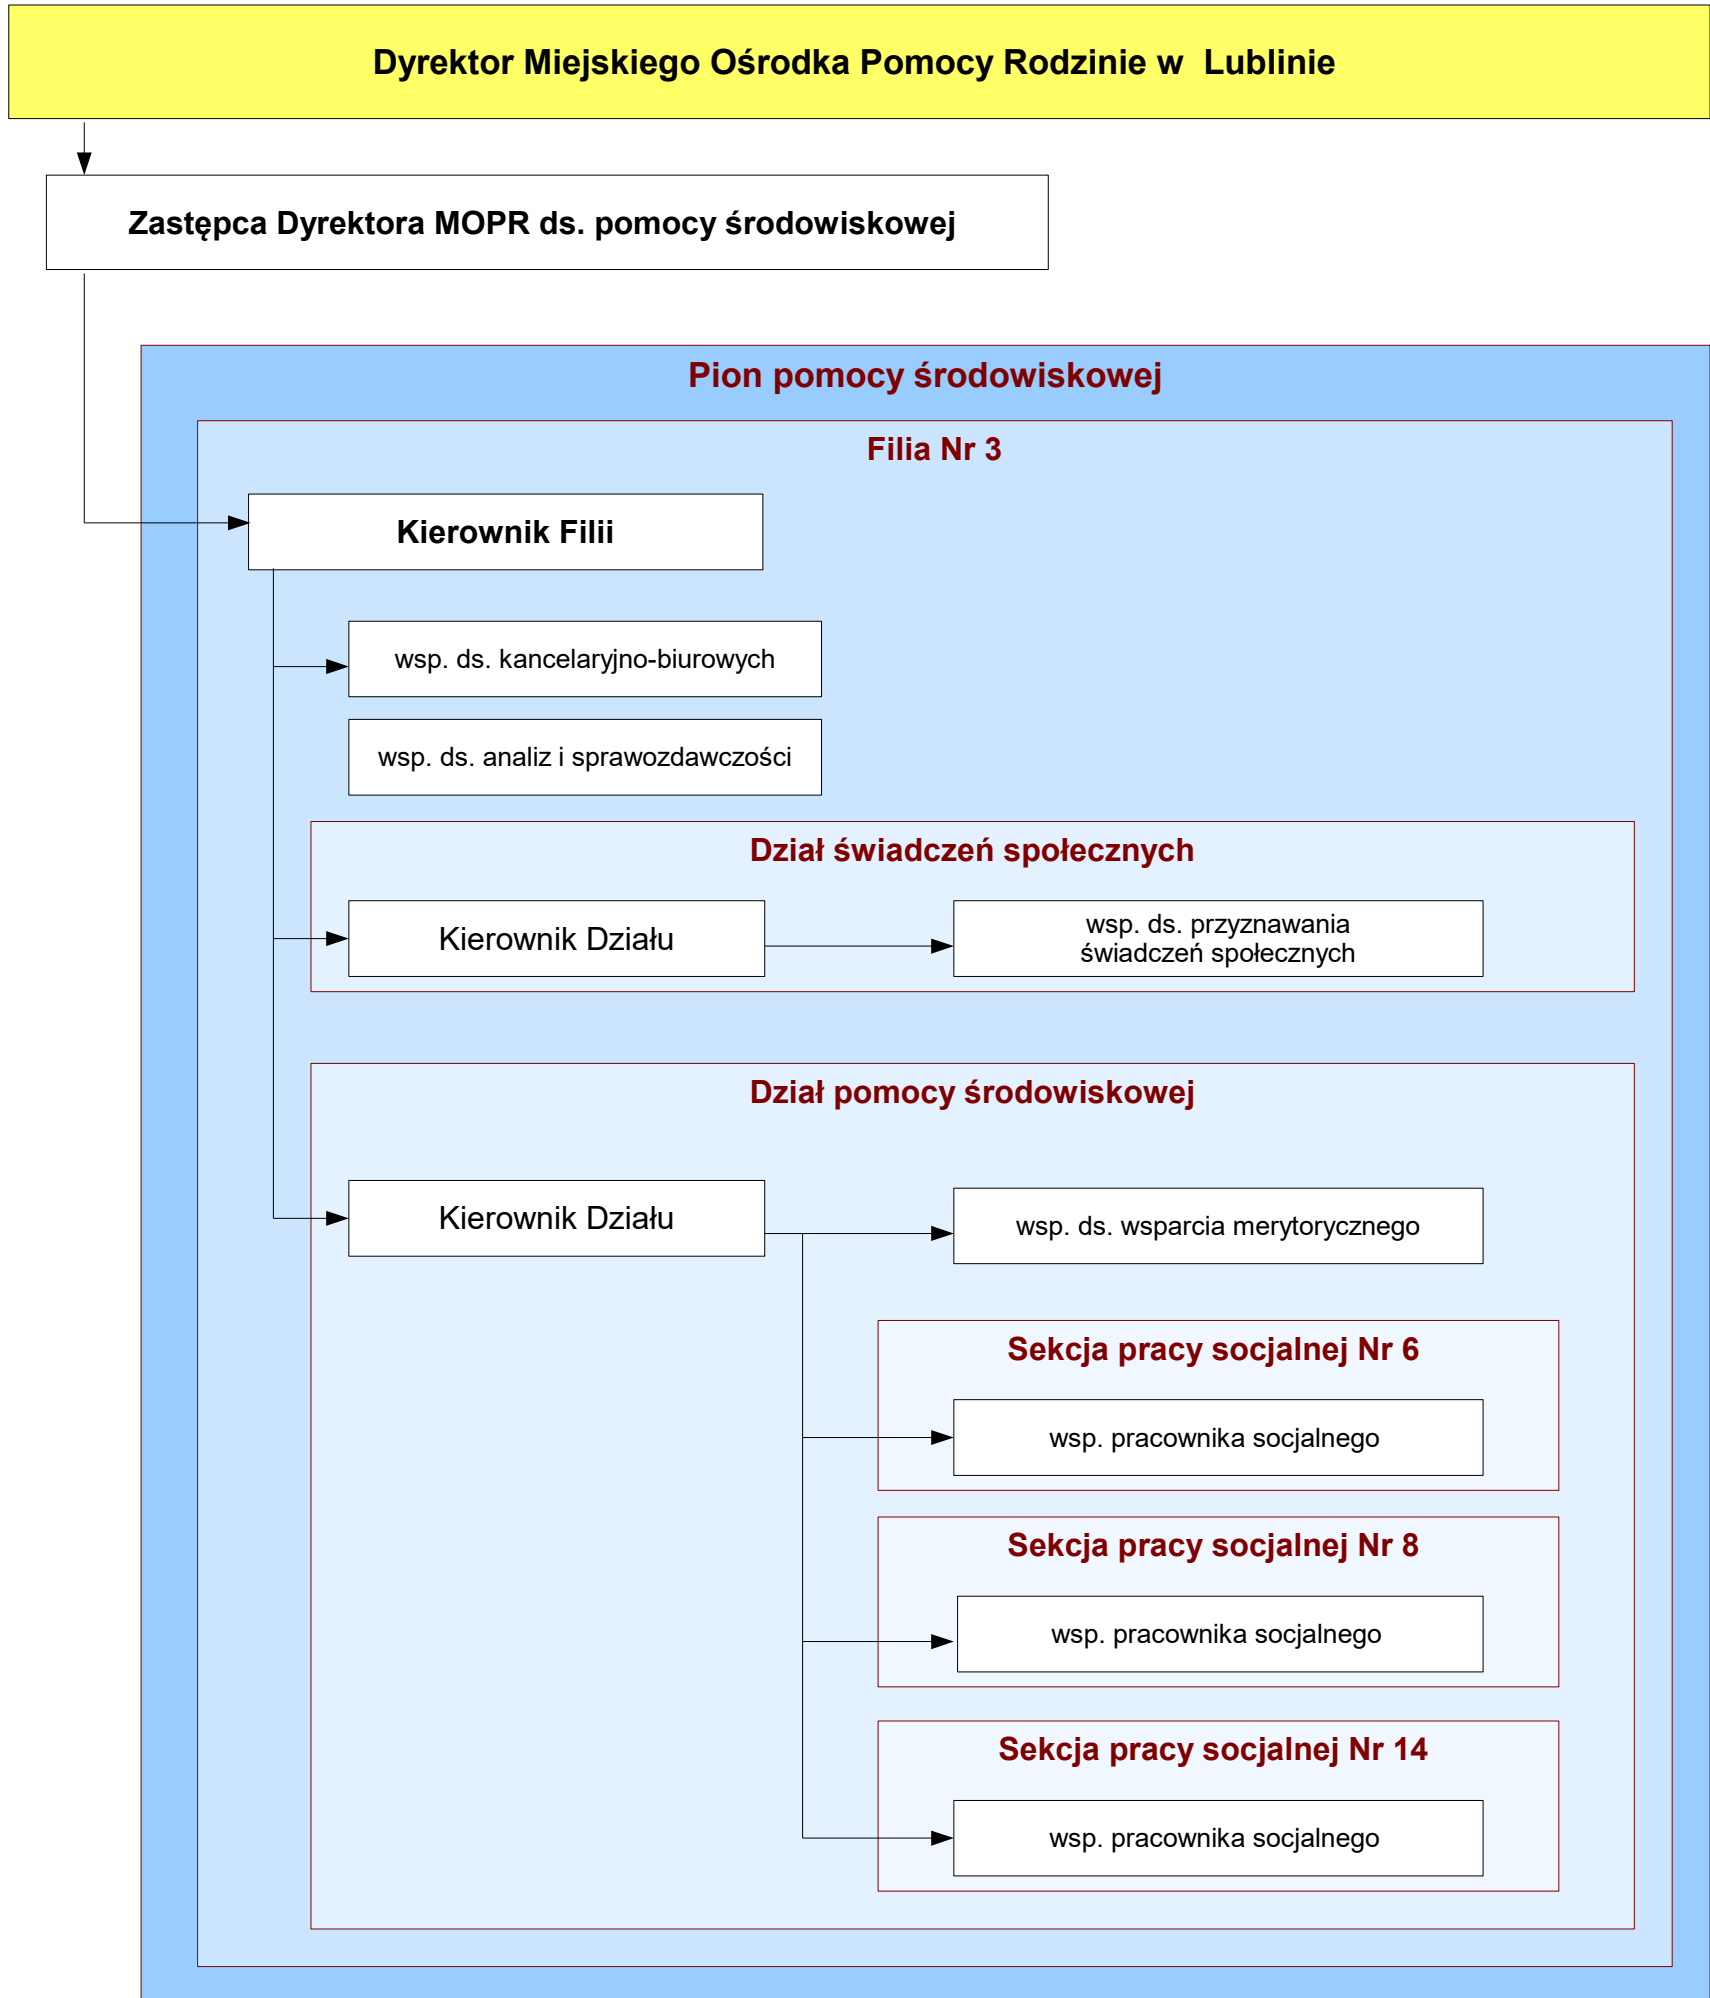 Dyrektor Miejskiego Ośrodka Pomocy Rodzinie w  Lublinie
Zastępca Dyrektora MOPR ds. pomocy środowiskowej
Pion pomocy środowiskowej
Filia Nr 3
Kierownik Filii
wsp. ds. kancelaryjno-biurowych
wsp. ds. analiz i sprawozdawczości
Dział świadczeń społecznych
Kierownik Działu
wsp. ds. przyznawania
świadczeń społecznych
Dział pomocy środowiskowej
Kierownik Działu
wsp. ds. wsparcia merytorycznego
Sekcja pracy socjalnej Nr 6
wsp. pracownika socjalnego
Sekcja pracy socjalnej Nr 8
wsp. pracownika socjalnego
Sekcja pracy socjalnej Nr 14
wsp. pracownika socjalnego